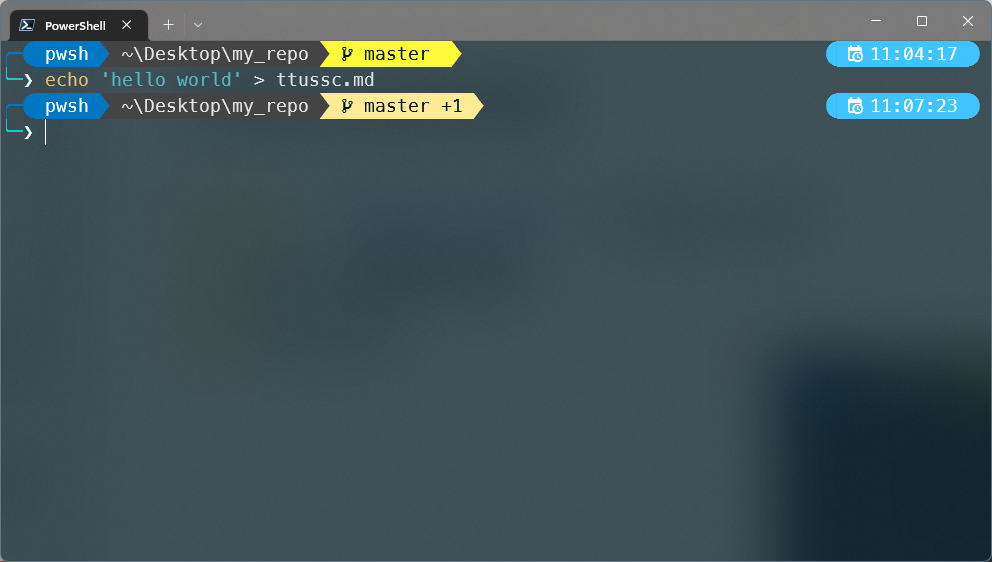 PowerShell
pwsh ~\Desktop\my_repo master 11:04:17
❯ echo 'hello world' > ttussc.md
pwsh ~\Desktop\my_repo master +1 11:07:23
❯